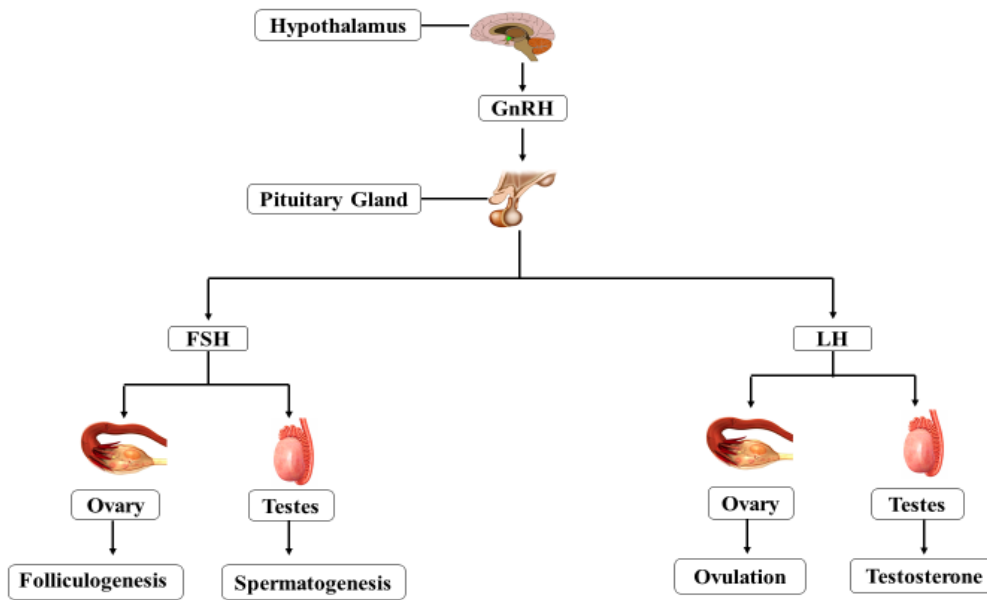 Hypothalamus
GnRH
Pituitary Gland
FSH
LH
Ovary
Testes
Ovary
Testes
Folliculogenesis
Spermatogenesis
Ovulation
Testosterone